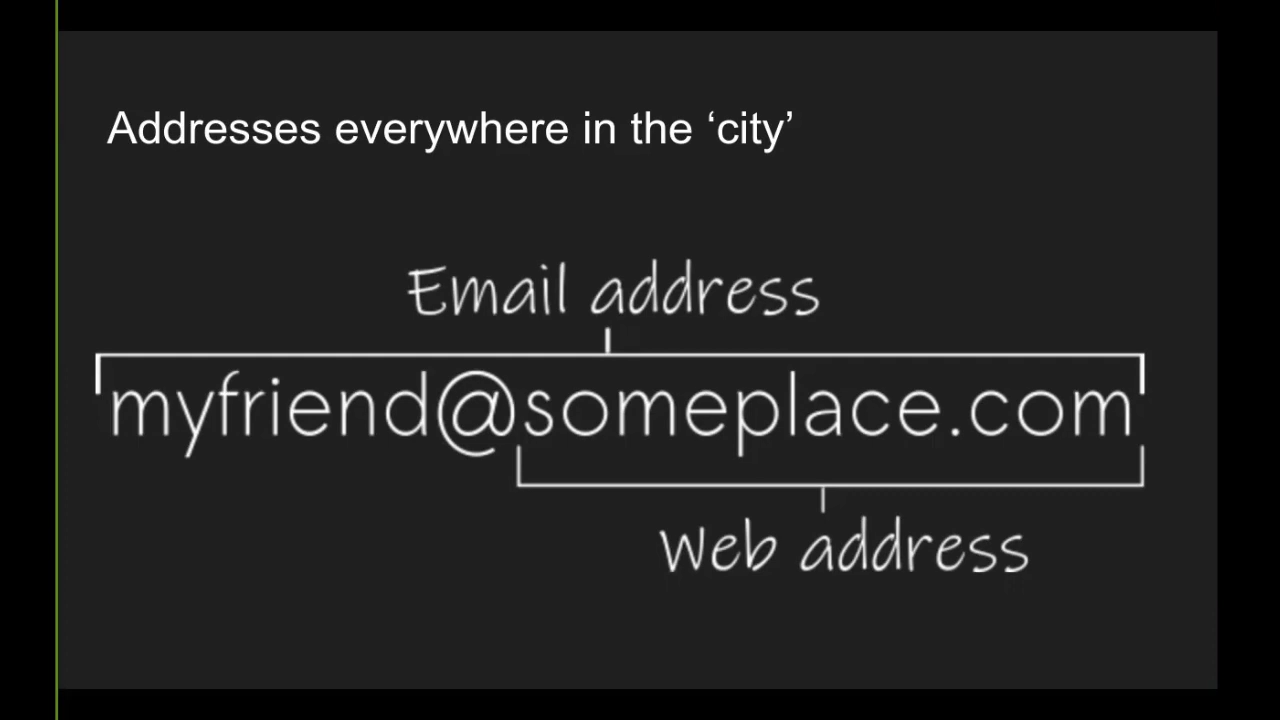 Addresses everywhere in the ‘city’
Email address
myfriend@someplace.com
Web address